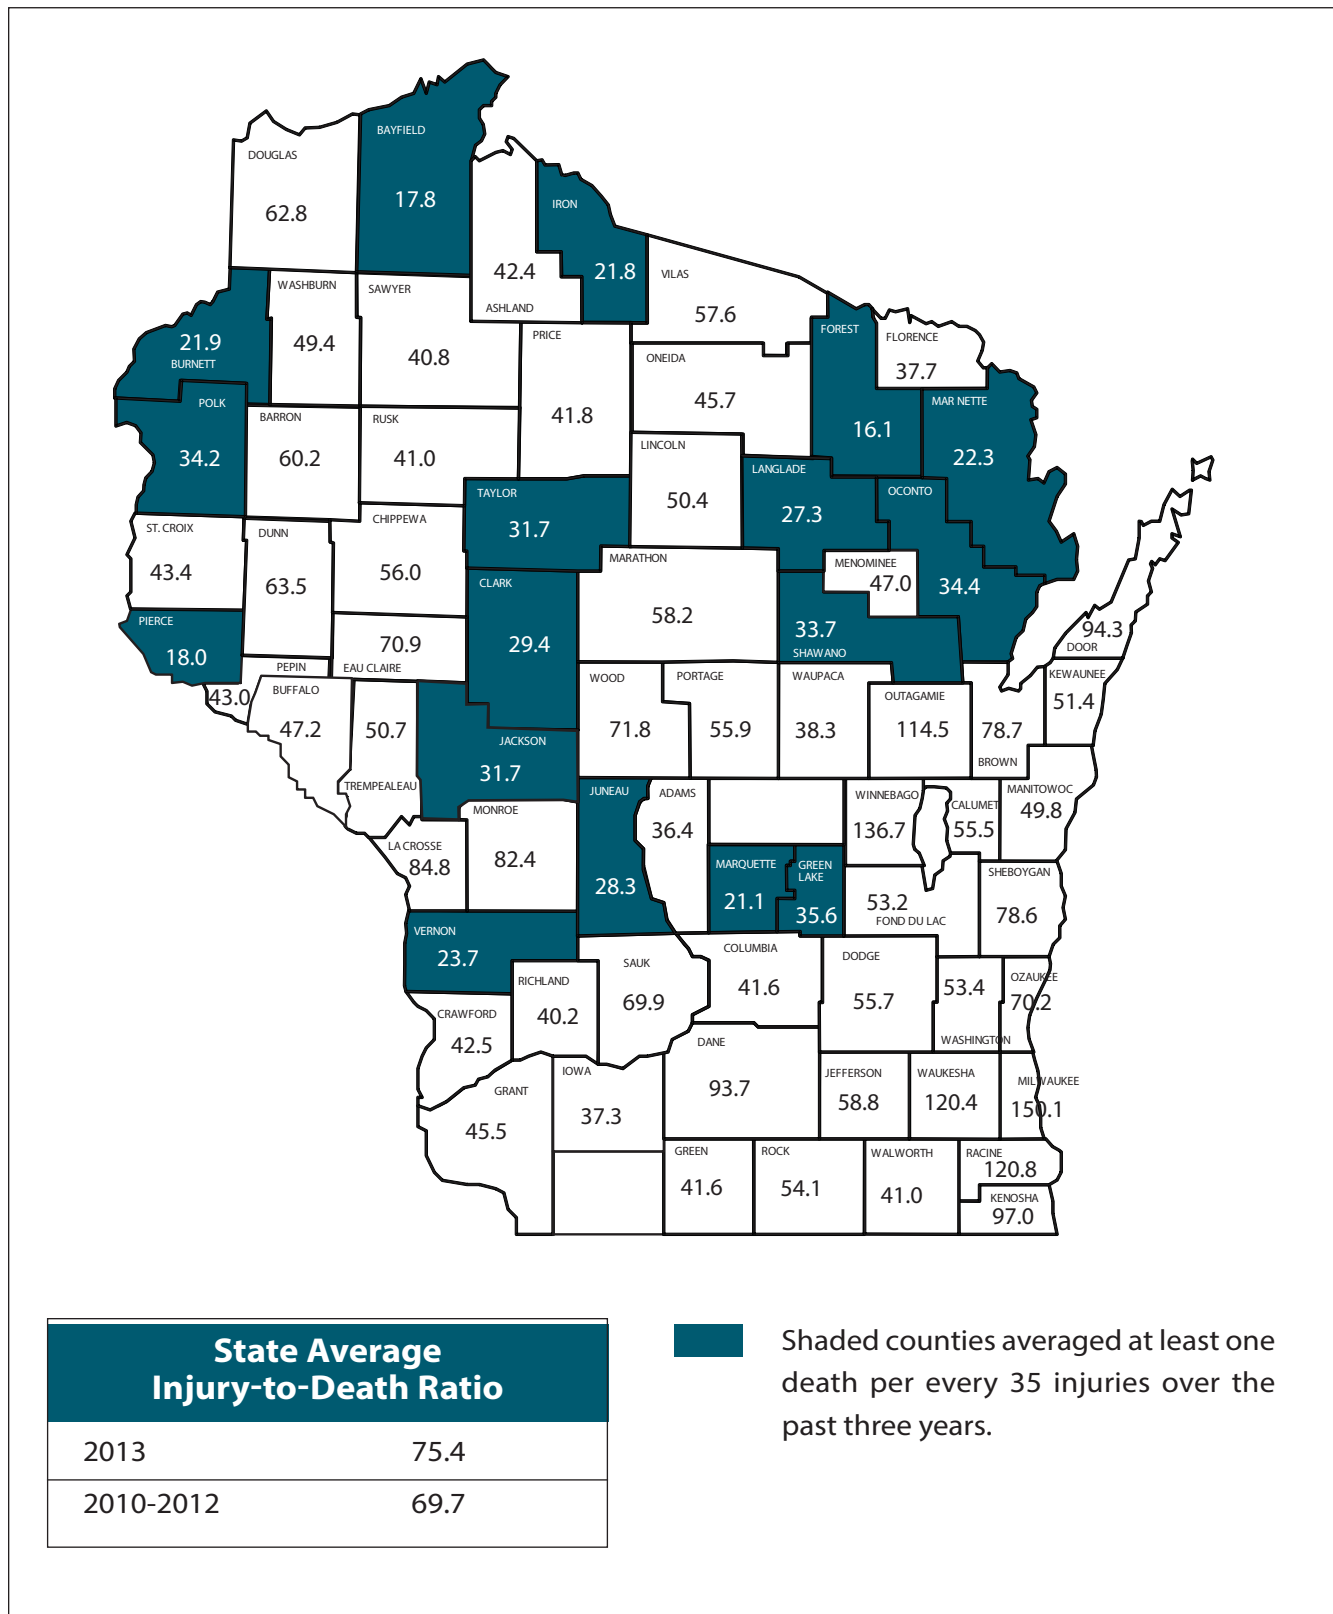 BAYFIELD
DOUGLAS
17.8
IRON
62.8
42.4
21.8
VILAS
WASHBURN
SAWYER
ASHLAND
57.6
21.9
BURNETT
49.4
40.8
PRICE
FOREST
FLORENCE
37.7
ONEIDA
45.7
POLK
BARRON
RUSK
41.8
16.1
MAR NETTE
34.2
60.2
41.0
LINCOLN
LANGLADE
22.3
TAYLOR
50.4
27.3
OCONTO
ST. CROIX
DUNN
CHIPPEWA
31.7
43.4
63.5
56.0
CLARK
MARATHON
MENOMINEE
47.0
34.4
PIERCE
18.0
70.9
29.4
58.2
33.7
SHAWANO
94.3
DOOR
PEPIN
EAU CLAIRE
43.0
BUFFALO
WOOD
PORTAGE
WAUPACA
OUTAGAMIE
KEWAUNEE
51.4
47.2
50.7
JACKSON
71.8
55.9
38.3
114.5
78.7
BROWN
31.7
TREMPEALEAU
JUNEAU
ADAMS
WINNEBAGO
CALUMET
MANITOWOC
49.8
MONROE
36.4
136.7
55.5
LA CROSSE
84.8
82.4
MARQUETTE
GREEN
LAKE
SHEBOYGAN
28.3
21.1
35.6
53.2
FOND DU LAC
78.6
VERNON
23.7
SAUK
COLUMBIA
DODGE
RICHLAND
69.9
41.6
55.7
53.4
OZAUKEE
70.2
CRAWFORD
40.2
42.5
DANE
WASHINGTON
GRANT
IOWA
93.7
JEFFERSON
WAUKESHA
MILWAUKEE
45.5
37.3
58.8
120.4
150.1
GREEN
ROCK
WALWORTH
RACINE
120.8
41.6
54.1
41.0
KENOSHA
97.0
State Average
Injury-to-Death Ratio
2013 75.4
2010-2012 69.7
Shaded counties averaged at least one
death per every 35 injuries over the
past three years.